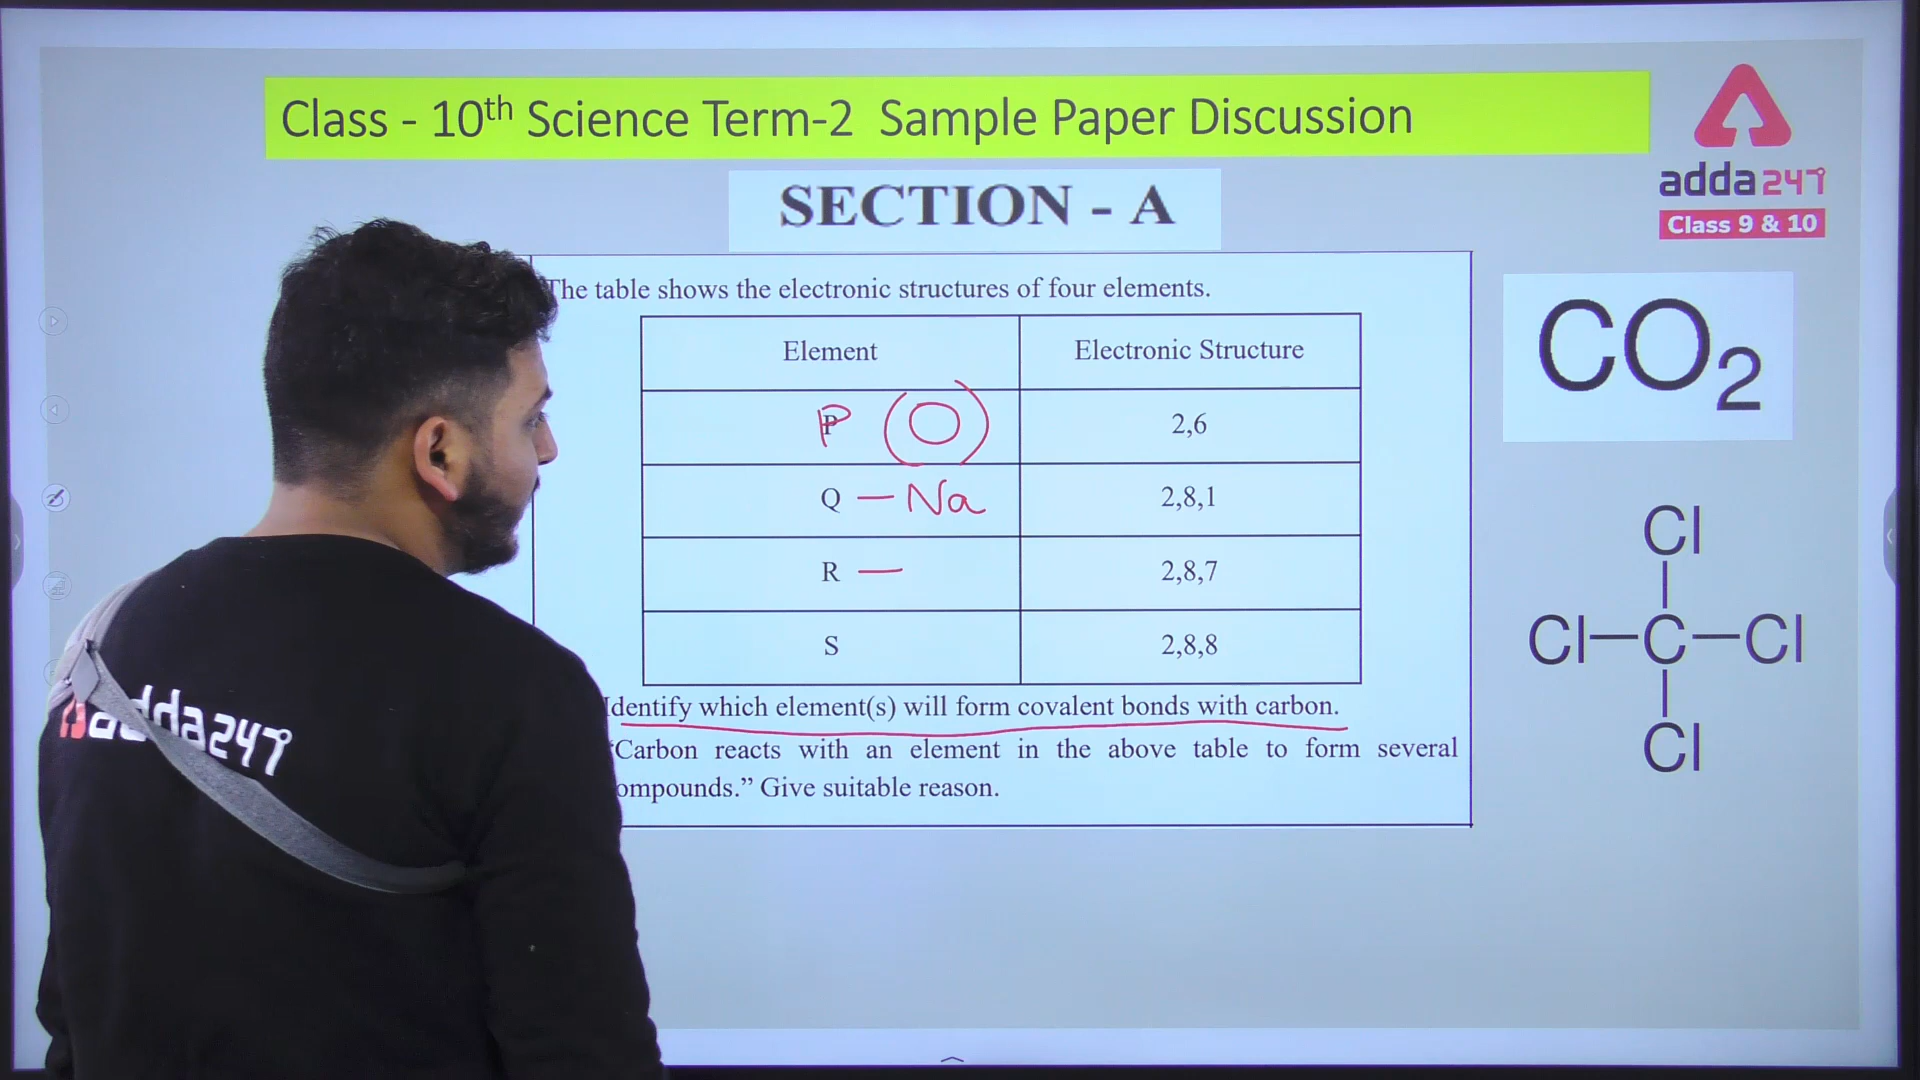 Class - 10th Science Term-2 Sample Paper Discussion
adda247
Class 9 & 10
SECTION - A
The table shows the electronic structures of four elements.
Element Electronic Structure
P P O 2,6
Q — Na 2,8,1
R — 2,8,7
S 2,8,8
Identify which element(s) will form covalent bonds with carbon.
"Carbon reacts with an element in the above table to form several
ompounds." Give suitable reason.
CO2
Cl
Cl—C—Cl
Cl
adda247